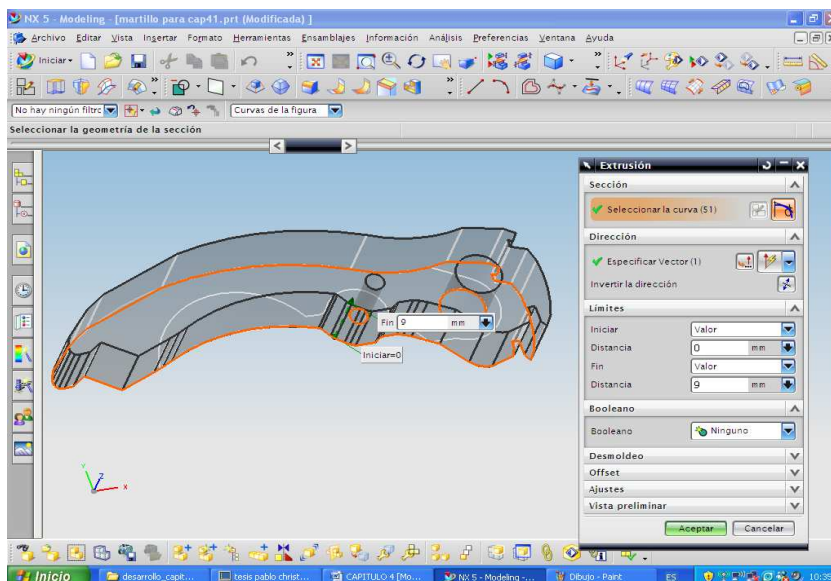 NX 5 - Modeling - [martillo para cap41.prt (Modificada) ]
Archivo Editar Vista Insertar Formato Herramientas Ensamblajes Información Análisis Preferencias Ventana Ayuda
Iniciar
No hay ningún filtro Curvas de la figura
Seleccionar la geometría de la sección
Extrusión
Sección
Seleccionar la curva (51)
Dirección
Especificar Vector (1)
Invertir la dirección
Límites
Iniciar Valor
Distancia 0 mm
Fin Valor
Distancia 9 mm
Booleano
Booleano Ninguno
Desmoldeo
Offset
Ajustes
Vista preliminar
Aceptar Cancelar
Fin 9 mm
Iniciar=0
Y
Z
X
Inicio desarrollo_capit... tesis pablo christ... CAPITULO 4 [Mo... NX 5 - Modeling -... Dibujo - Paint ES